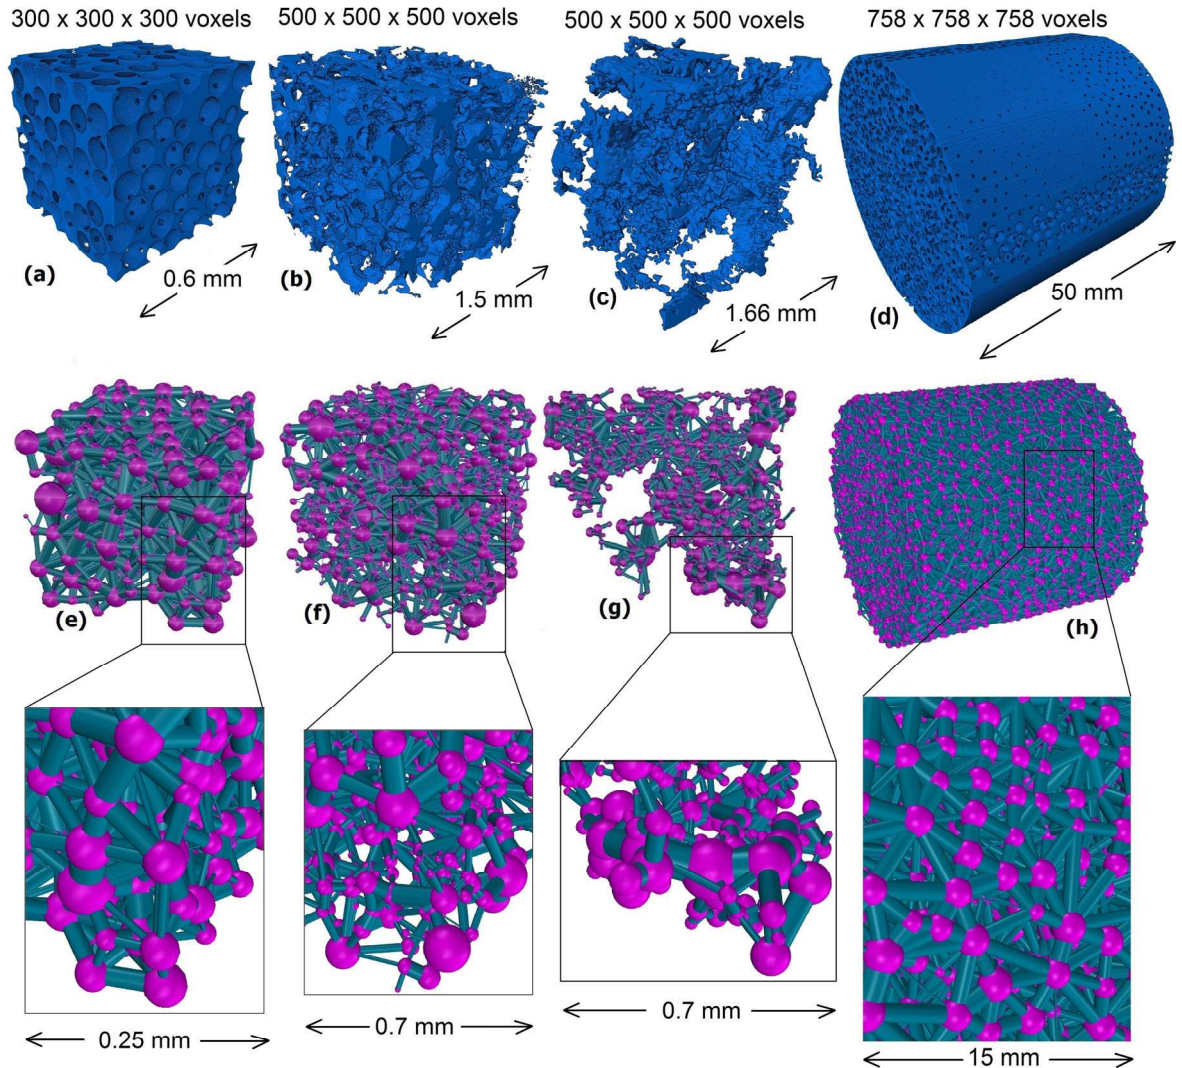 300 x 300 x 300 voxels
500 x 500 x 500 voxels
500 x 500 x 500 voxels
758 x 758 x 758 voxels
(a)
0.6 mm
(b)
1.5 mm
(c)
1.66 mm
(d)
50 mm
(e)
(f)
(g)
(h)
0.25 mm
0.7 mm
0.7 mm
15 mm